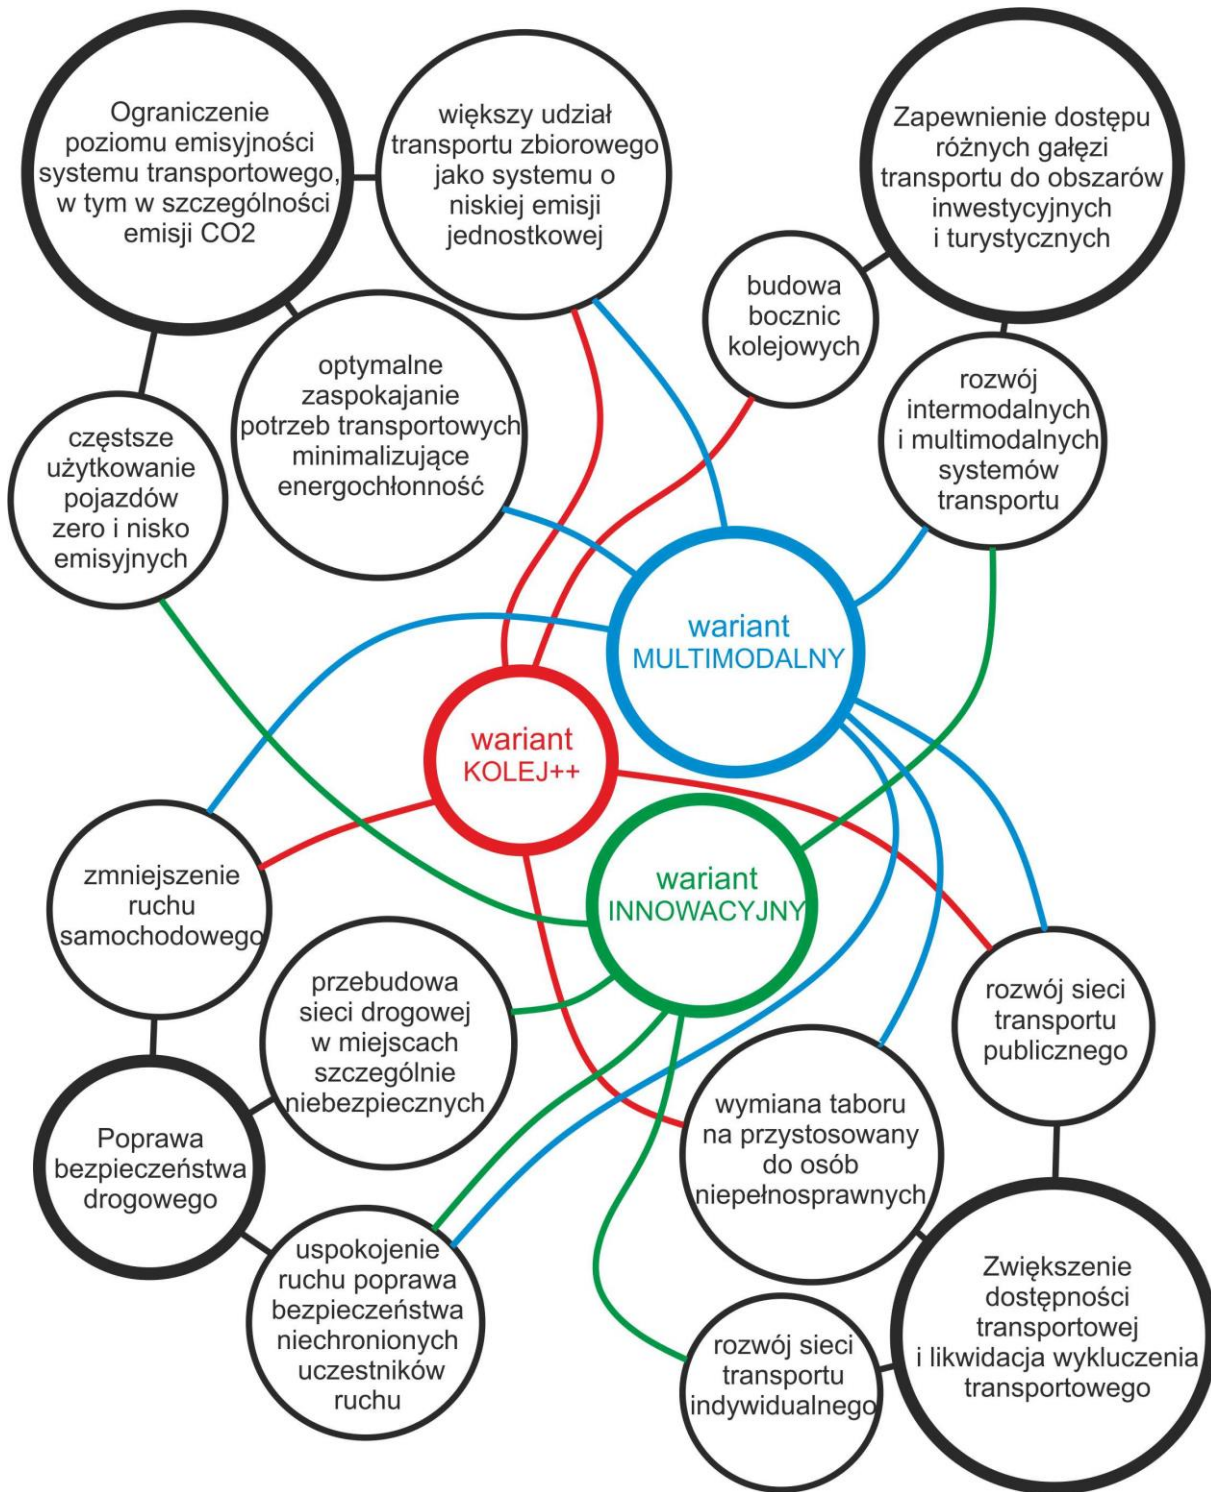 Ograniczenie
poziomu emisyjności
systemu transportowego,
w tym w szczególności
emisji CO2
większy udział
transportu zbiorowego
jako systemu o
niskiej emisji
jednostkowej
Zapewnienie dostępu
różnych gałęzi
transportu do obszarów
inwestycyjnych
i turystycznych
budowa
bocznic
kolejowych
optymalne
zaspokajanie
potrzeb transportowych
minimalizujące
energochłonność
rozwój
intermodalnych
i multimodalnych
systemów
transportu
częstsze
użytkowanie
pojazdów
zero i nisko
emisyjnych
wariant
MULTIMODALNY
wariant
KOLEJ++
wariant
INNOWACYJNY
zmniejszenie
ruchu
samochodowego
przebudowa
sieci drogowej
w miejscach
szczególnie
niebezpiecznych
rozwój sieci
transportu
publicznego
wymiana taboru
na przystosowany
do osób
niepełnosprawnych
Poprawa
bezpieczeństwa
drogowego
uspokojenie
ruchu poprawa
bezpieczeństwa
niechronionych
uczestników
ruchu
Zwiększenie
dostępności
transportowej
i likwidacja wykluczenia
transportowego
rozwój sieci
transportu
indywidualnego